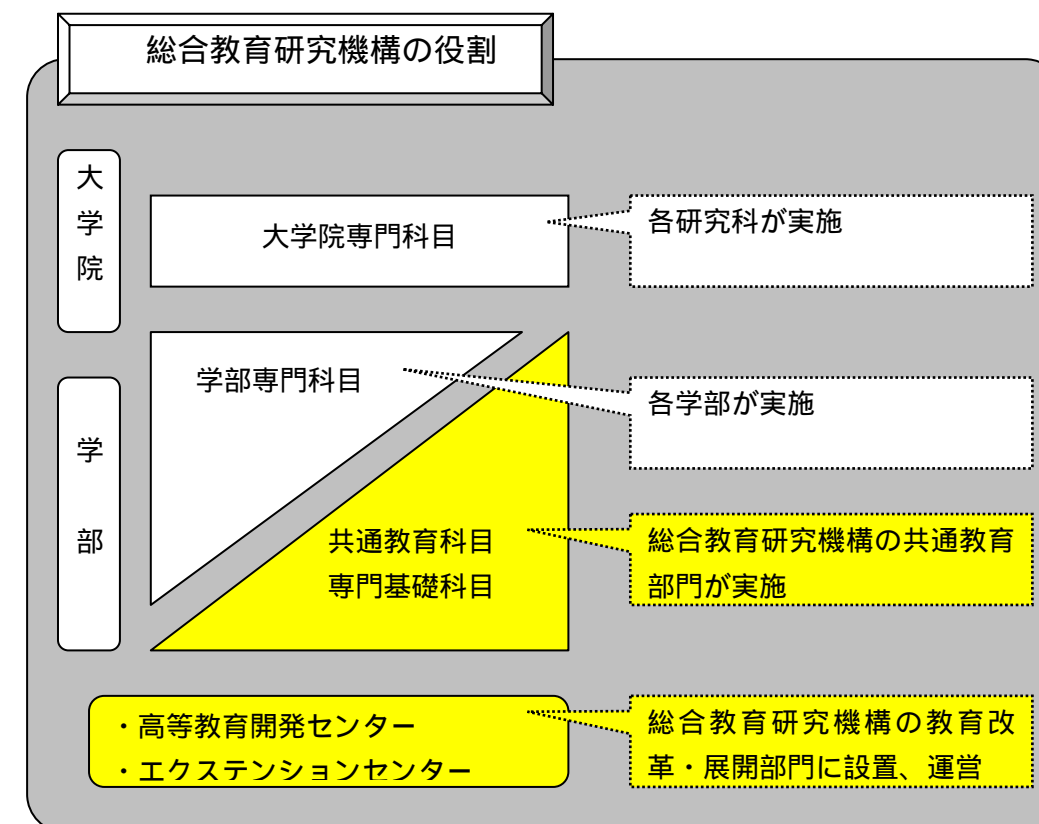 総合教育研究機構の役割
大学院
大学院専門科目
各研究科が実施
学部
学部専門科目
各学部が実施
共通教育科目
専門基礎科目
総合教育研究機構の共通教育
部門が実施
・高等教育開発センター
・エクステンションセンター
総合教育研究機構の教育改
革・展開部門に設置、運営